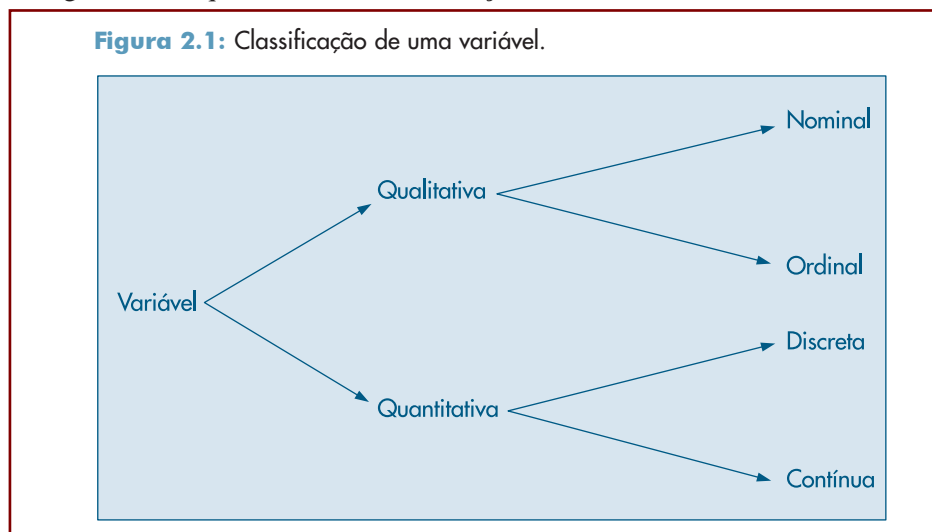 Figura 2.1: Classificação de uma variável.
Nominal
Qualitativa
Ordinal
Variável
Discreta
Quantitativa
Contínua